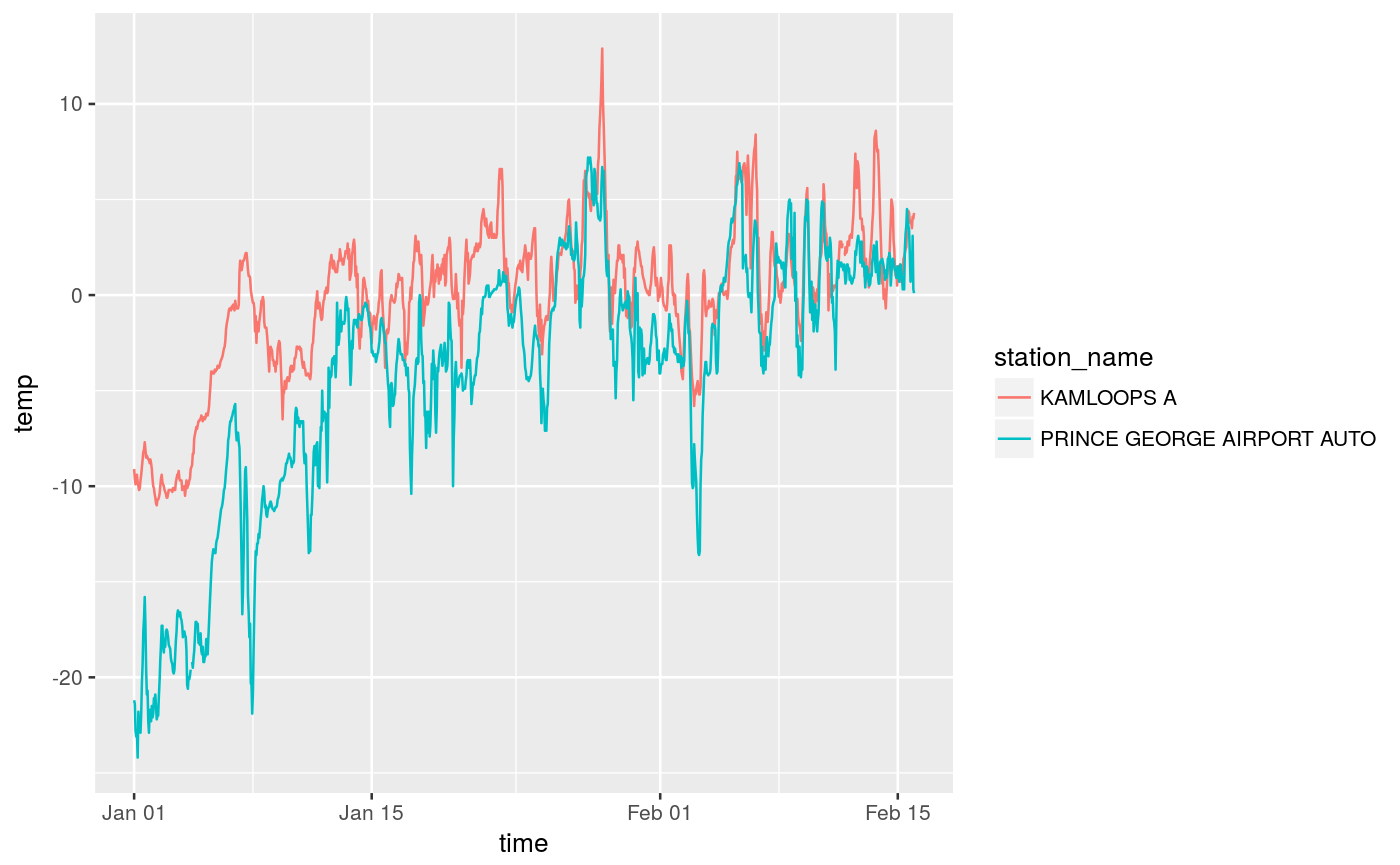 10
0
-10
-20
temp
Jan 01
Jan 15
Feb 01
Feb 15
time
station_name
KAMLOOPS A
PRINCE GEORGE AIRPORT AUTO